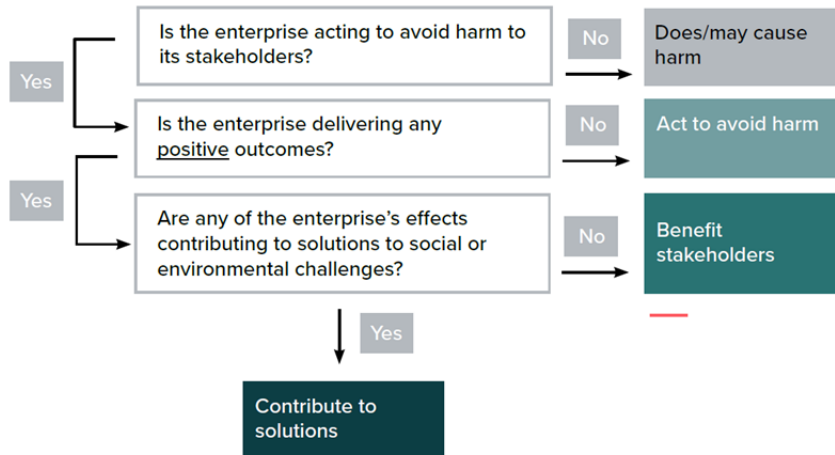 Is the enterprise acting to avoid harm to
its stakeholders?
No
Does/may cause
harm
Yes
Is the enterprise delivering any
positive outcomes?
No
Act to avoid harm
Yes
Are any of the enterprise’s effects
contributing to solutions to social or
environmental challenges?
No
Benefit
stakeholders
Yes
Contribute to
solutions